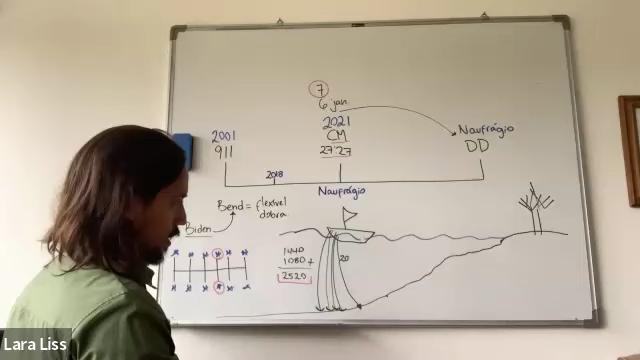 7
6 jan.
2021
CM
27:27
2001
911
2018
Naufrágio
DD
Naufrágio
Bend = flexível
dobra
Biden
1440
1080 +
2520
20
Lara Liss